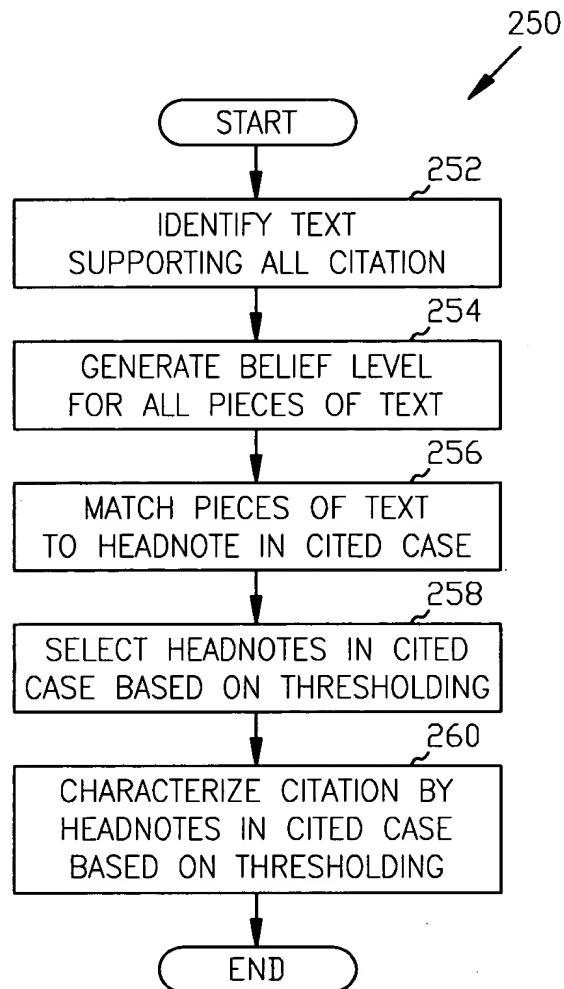 250
START
252
IDENTIFY TEXT
SUPPORTING ALL CITATION
254
GENERATE BELIEF LEVEL
FOR ALL PIECES OF TEXT
256
MATCH PIECES OF TEXT
TO HEADNOTE IN CITED CASE
258
SELECT HEADNOTES IN CITED
CASE BASED ON THRESHOLDING
260
CHARACTERIZE CITATION BY
HEADNOTES IN CITED CASE
BASED ON THRESHOLDING
END